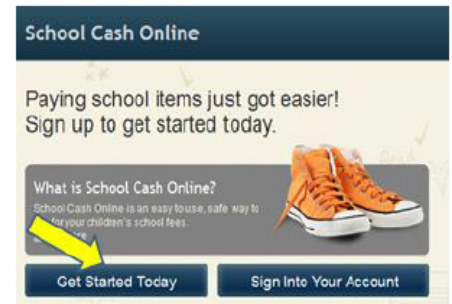 School Cash Online
Paying school items just got easier!
Sign up to get started today.
What is School Cash Online?
School Cash Online is an easy to use, safe way to
for your children's school fees.
Get Started Today
Sign Into Your Account